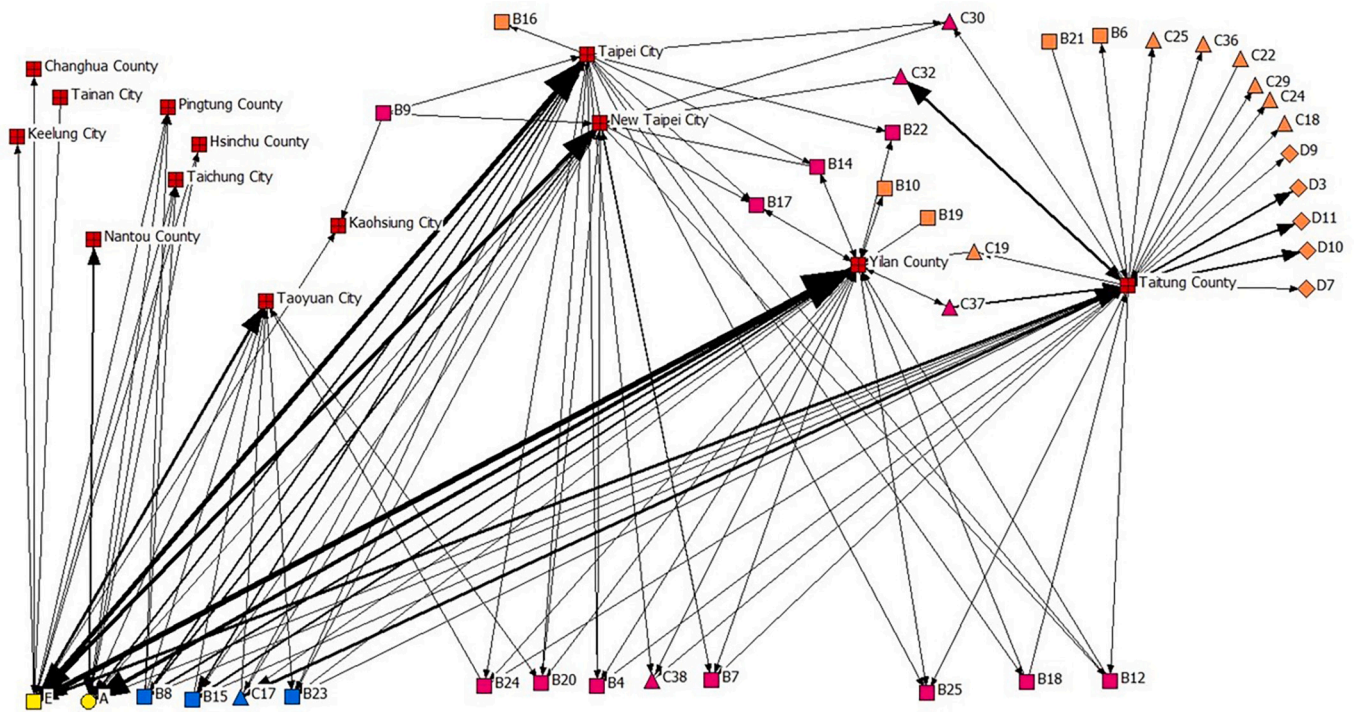 B16
C30
Taipei City
B21
B6
C25
C36
C22
Changhua County
C32
C29
Tainan City
Pingtung County
B9
C24
New Taipei City
C18
Keelung City
Hsinchu County
B22
D9
Taichung City
B14
B10
D3
B17
B19
D11
Kaohsiung City
Nantou County
C19
D10
Yilan County
Taitung County
D7
Taoyuan City
C37
E
A
B8
B15
C17
B23
B24
B20
B4
C38
B7
B25
B18
B12